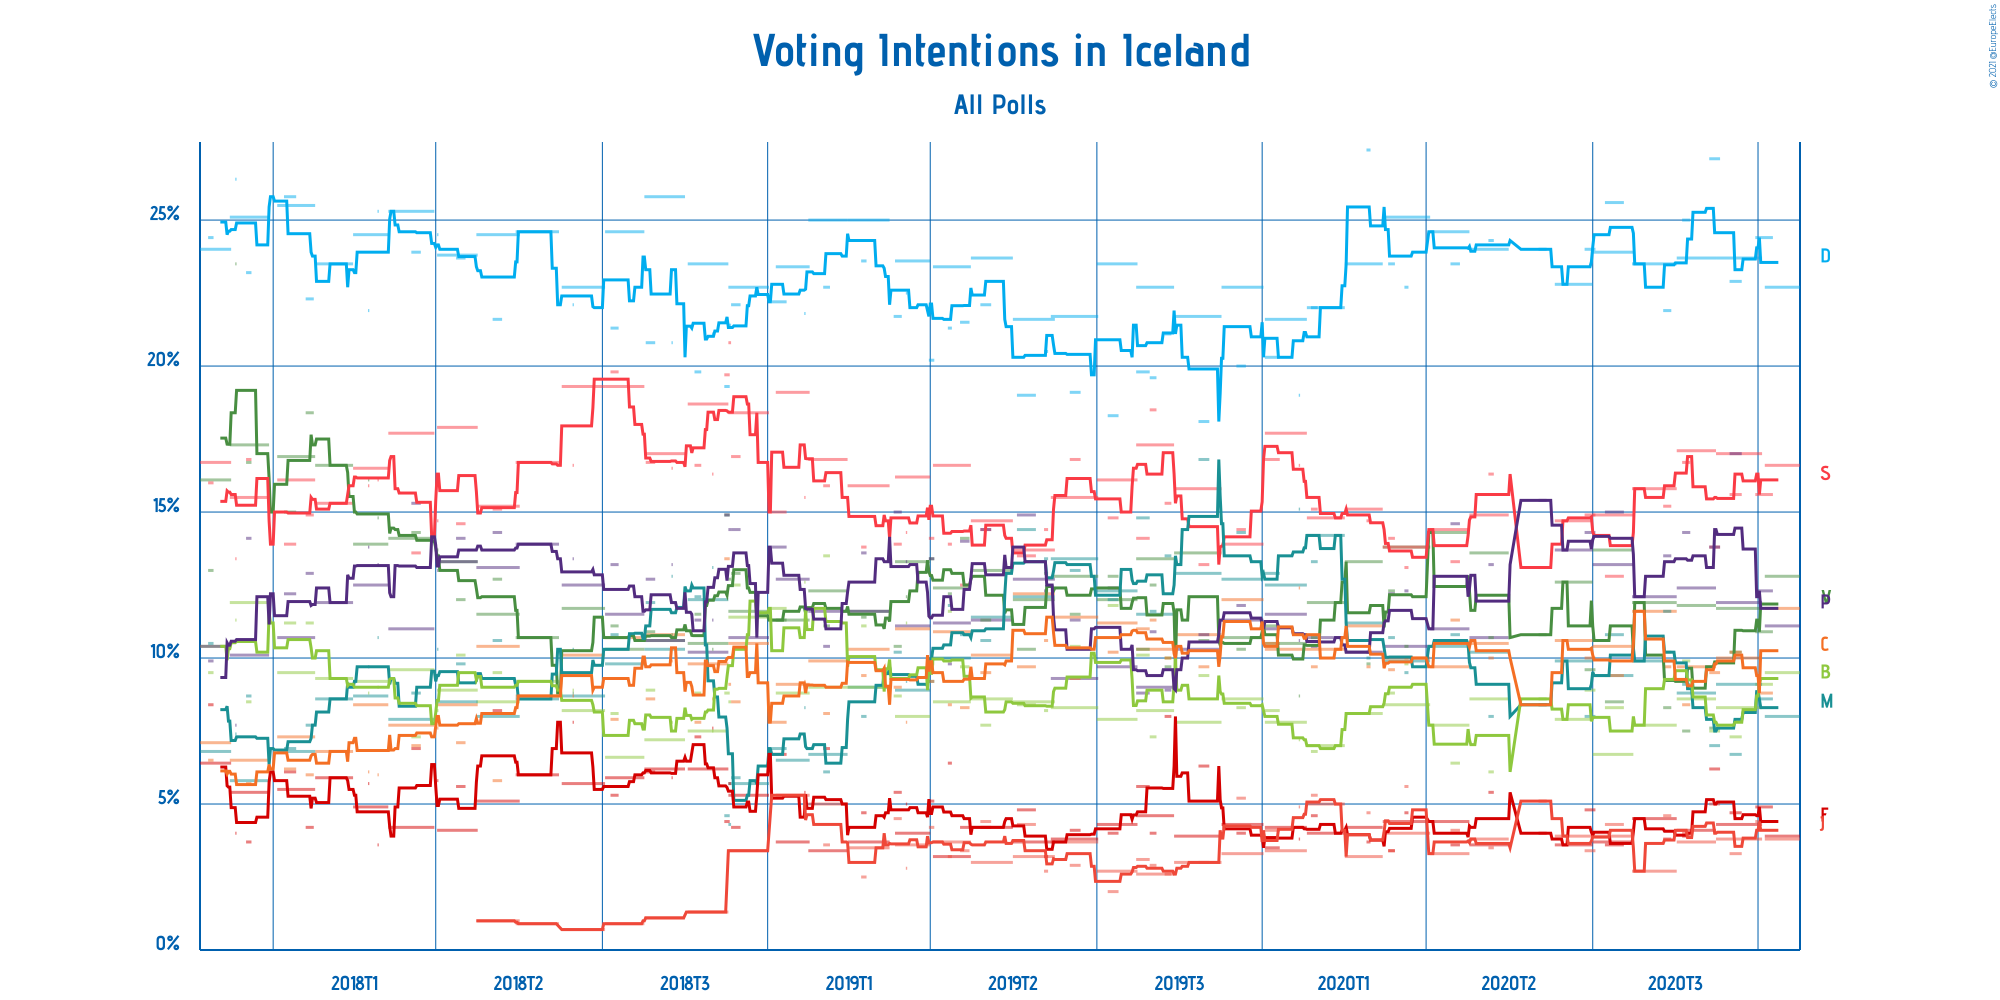 Voting Intentions in Iceland
All Polls
© 2021 @EuropeElects
25%
20%
15%
10%
5%
0%
D
S
V
P
C
B
M
F
J
2018T1 2018T2 2018T3 2019T1 2019T2 2019T3 2020T1 2020T2 2020T3